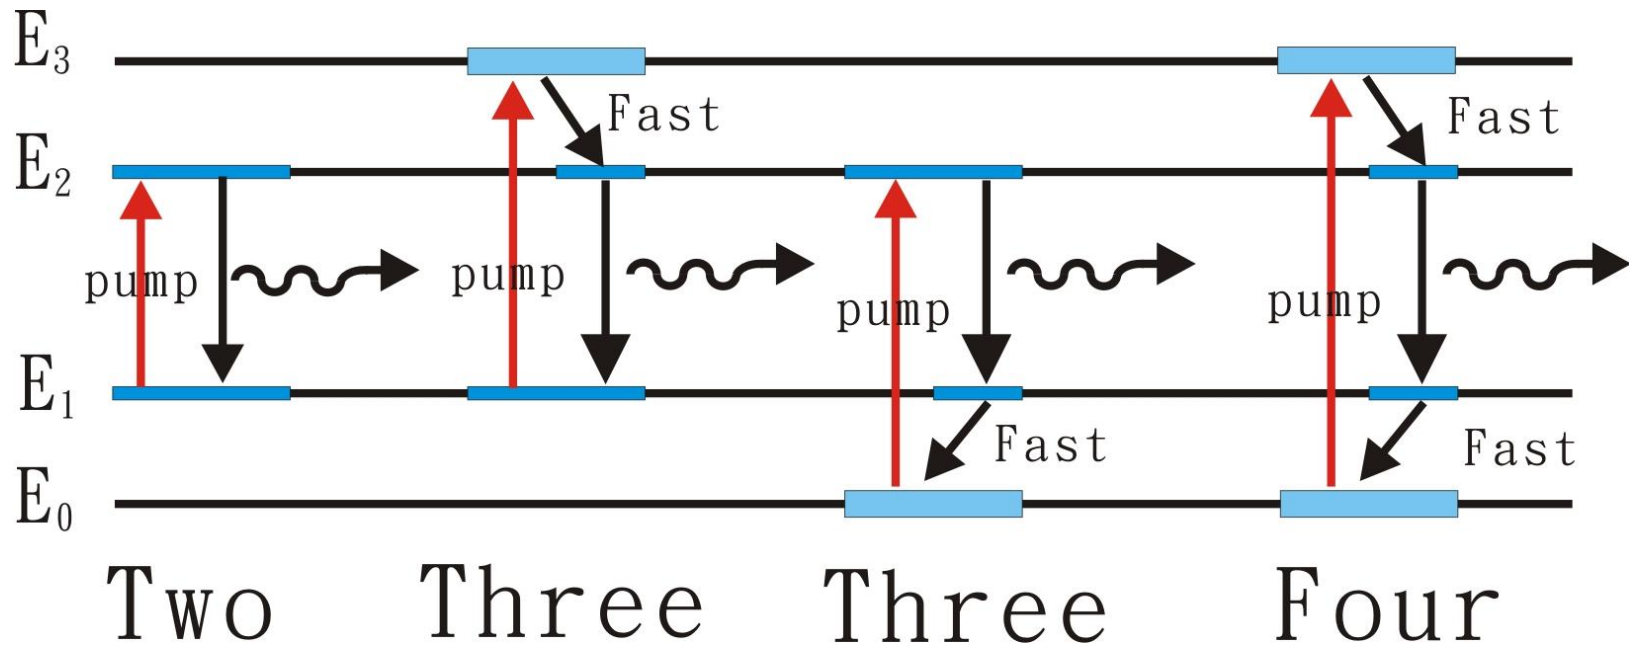 E3
Fast
Fast
E2
pump
pump
pump
pump
E1
Fast
Fast
E0
Two Three Three Four